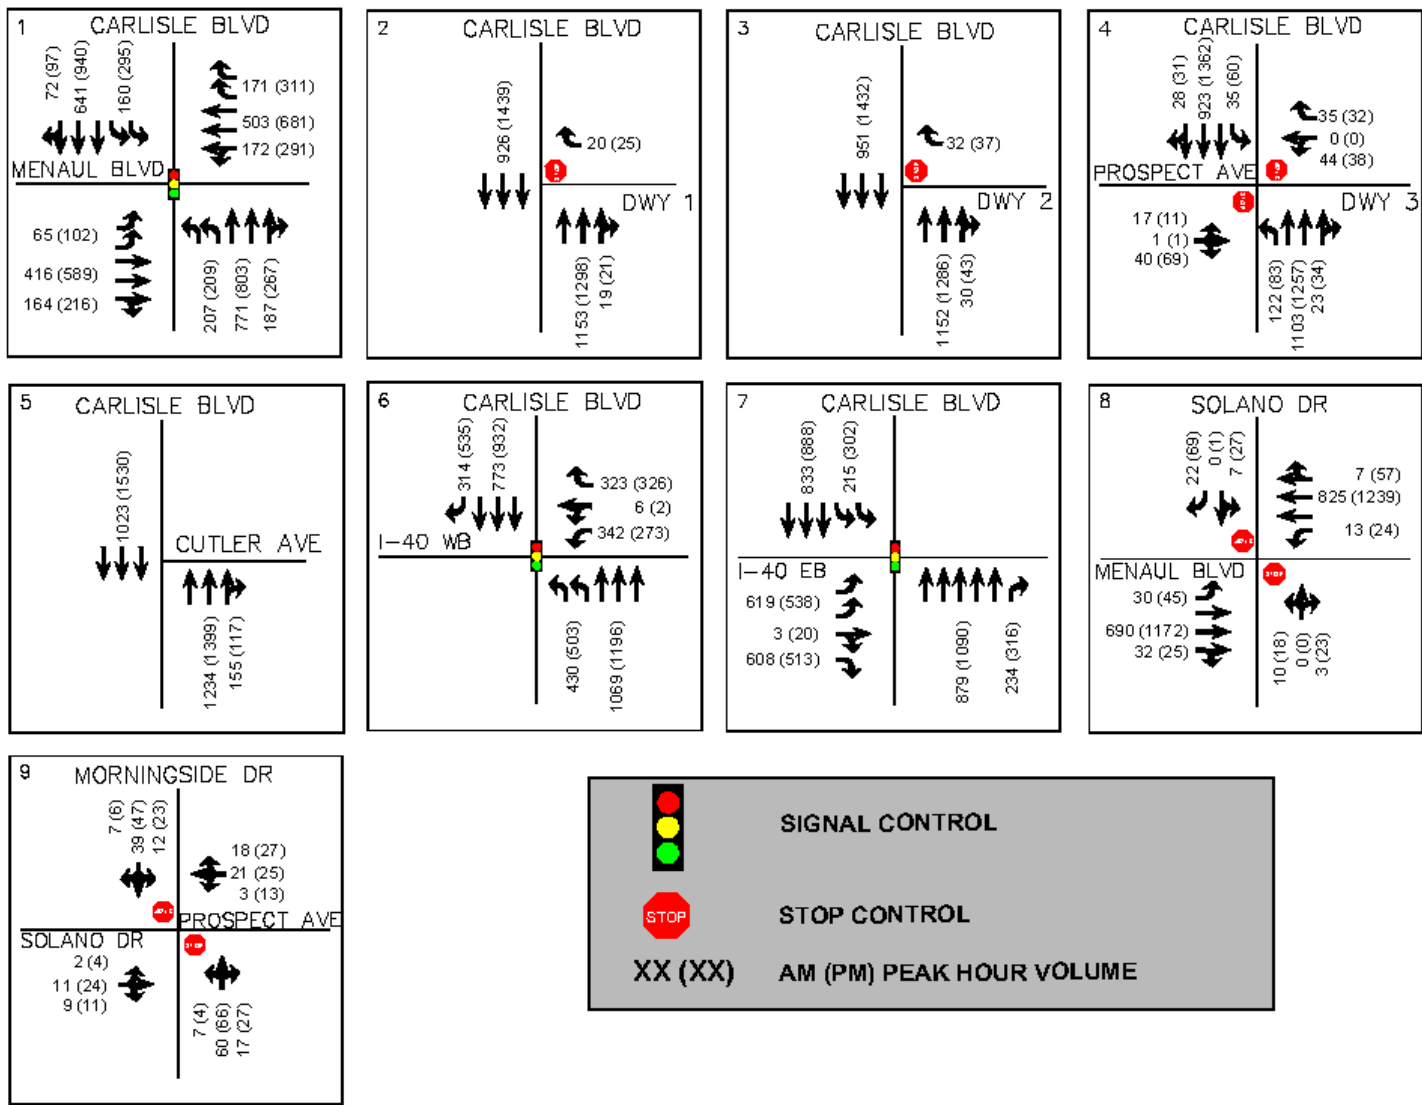 1
CARLISLE BLVD
72 (97)
641 (940)
160 (295)
171 (311)
503 (681)
172 (291)
MENAUL BLVD
65 (102)
416 (589)
164 (216)
207 (209)
771 (803)
187 (267)
2
CARLISLE BLVD
926 (1439)
20 (25)
STOP
DWY 1
1153 (1298)
19 (21)
3
CARLISLE BLVD
951 (1432)
32 (37)
STOP
DWY 2
1152 (1286)
30 (43)
4
CARLISLE BLVD
28 (31)
923 (1362)
35 (60)
35 (32)
0 (0)
44 (38)
STOP
PROSPECT AVE
STOP
DWY 3
17 (11)
1 (1)
40 (69)
122 (83)
1103 (1257)
23 (34)
5
CARLISLE BLVD
1023 (1530)
CUTLER AVE
1234 (1399)
155 (117)
6
CARLISLE BLVD
314 (535)
773 (932)
323 (326)
6 (2)
342 (273)
I-40 WB
430 (503)
1069 (1196)
7
CARLISLE BLVD
833 (888)
215 (302)
I-40 EB
619 (538)
3 (20)
608 (513)
879 (1090)
234 (316)
8
SOLANO DR
22 (69)
0 (1)
7 (27)
7 (57)
825 (1239)
13 (24)
STOP
MENAUL BLVD
STOP
30 (45)
690 (1172)
32 (25)
10 (18)
0 (0)
3 (23)
9
MORNINGSIDE DR
7 (6)
39 (47)
12 (23)
18 (27)
21 (25)
3 (13)
STOP
PROSPECT AVE
SOLANO DR
STOP
2 (4)
11 (24)
9 (11)
7 (4)
60 (66)
17 (27)
SIGNAL CONTROL
STOP
STOP CONTROL
XX (XX)
AM (PM) PEAK HOUR VOLUME